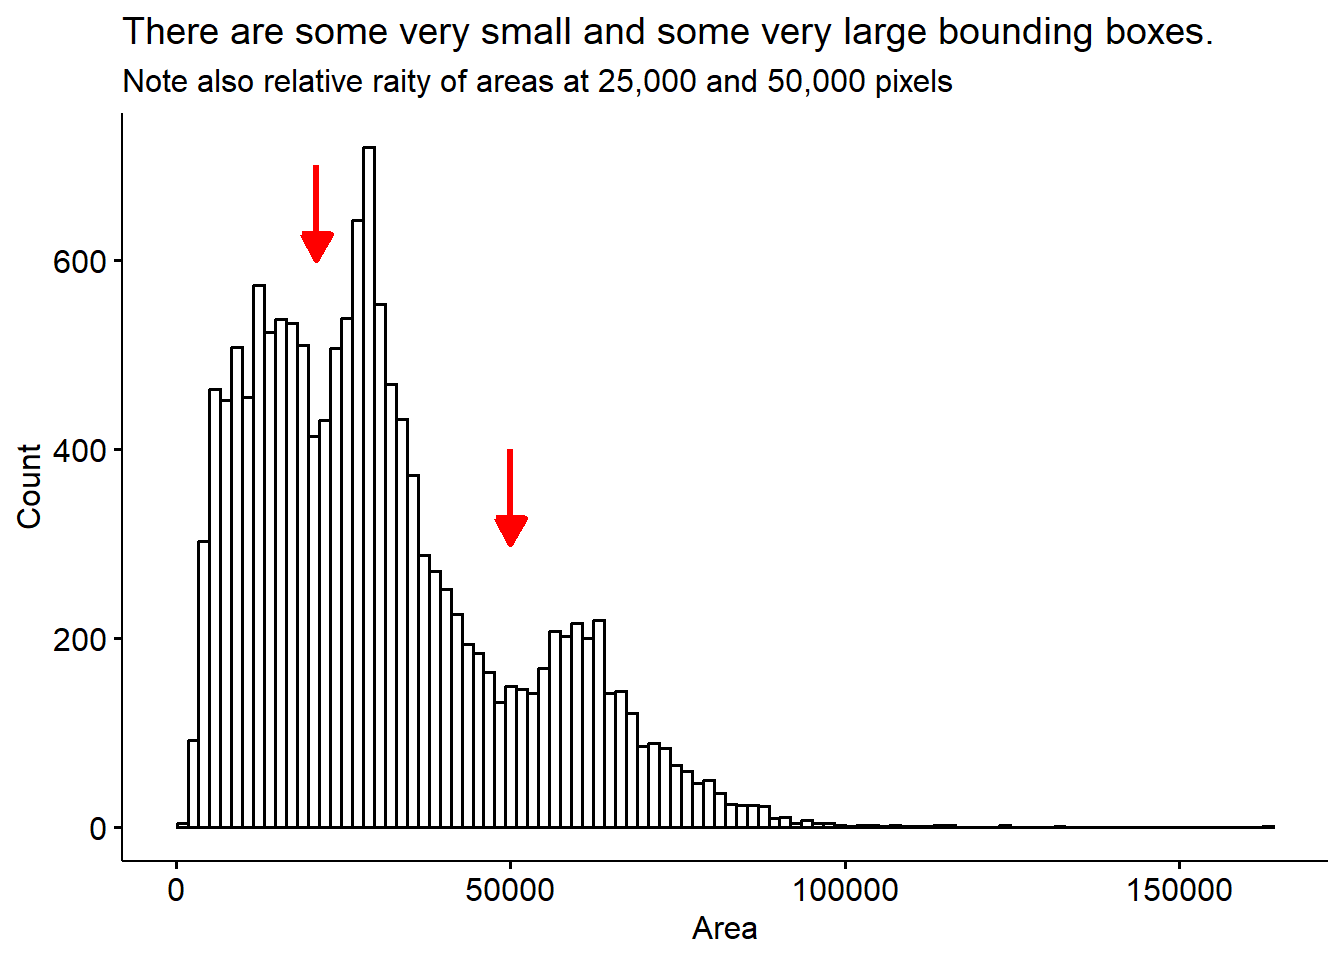 There are some very small and some very large bounding boxes.
Note also relative raity of areas at 25,000 and 50,000 pixels
600
400
200
0
Count
0 50000 100000 150000
Area